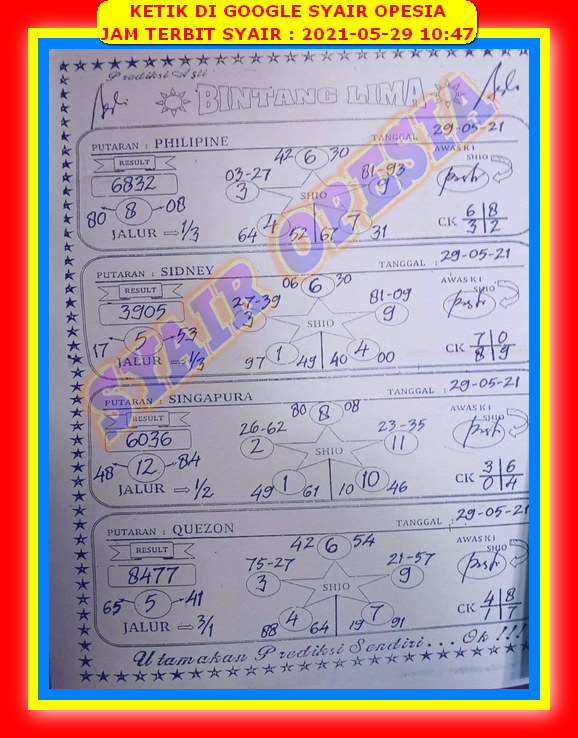 KETIK DI GOOGLE SYAIR OPESIA
JAM TERBIT SYAIR : 2021-05-29 10:47
Prediksi Asli
BINTANG LIMA
SYAIR OPESIA
PUTARAN : PHILIPINE
TANGGAL : 29-05-21
RESULT
6832
80 8 08
JALUR ⇒ 1/3
42 6 30
03-27 3
81-93 9
SHIO
64 4 52 67 7 31
AWAS K i
SHIO
CK 6 8
3 2
PUTARAN : SIDNEY
TANGGAL : 29-05-21
RESULT
3905
17 5 53
JALUR ⇒ 1/3
06 6 30
27-39 3
81-09 9
SHIO
97 1 49 40 4 00
AWAS K i
SHIO
CK 7 0
8 9
PUTARAN : SINGAPURA
TANGGAL : 29-05-21
RESULT
6036
48 12 84
JALUR ⇒ 1/2
80 8 08
26-62 2
23-35 11
SHIO
49 1 61 10 10 46
AWAS K i
SHIO
CK 3 6
0 4
PUTARAN : QUEZON
TANGGAL : 29-05-21
RESULT
8477
65 5 41
JALUR ⇒ 3/1
42 6 54
75-27 3
21-57 9
SHIO
88 4 64 19 7 91
AWAS K i
SHIO
CK 4 8
1 7
Utamakan Prediksi Sendiri . . . Ok ! ! !